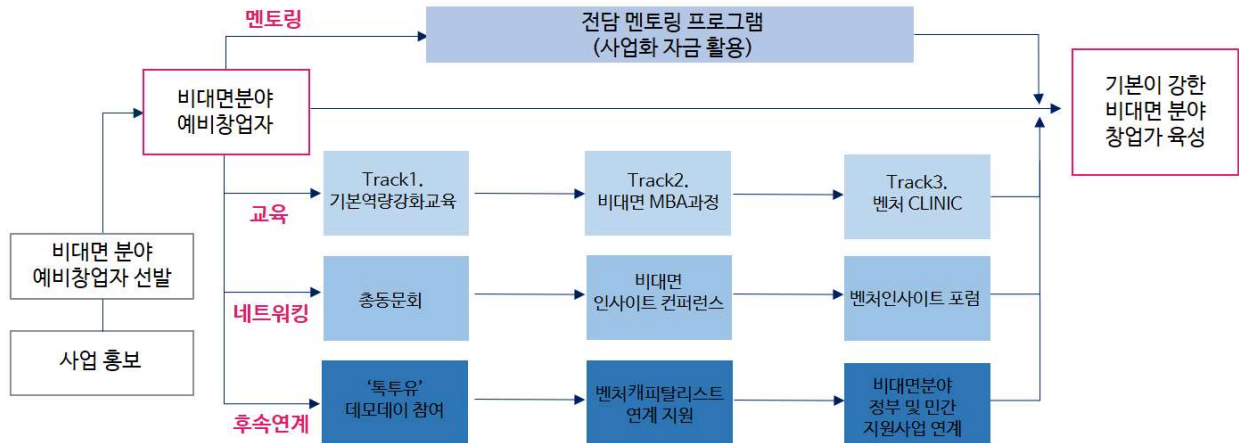 멘토링
전담 멘토링 프로그램
(사업화 자금 활용)
비대면분야
예비창업자
기본이 강한
비대면 분야
창업가 육성
교육
Track1.
기본역량강화교육
Track2.
비대면 MBA과정
Track3.
벤처 CLINIC
비대면 분야
예비창업자 선발
네트워킹
총동문회
비대면
인사이트 컨퍼런스
벤처인사이트 포럼
사업 홍보
후속연계
‘톡투유’
데모데이 참여
벤처캐피탈리스트
연계 지원
비대면분야
정부 및 민간
지원사업 연계